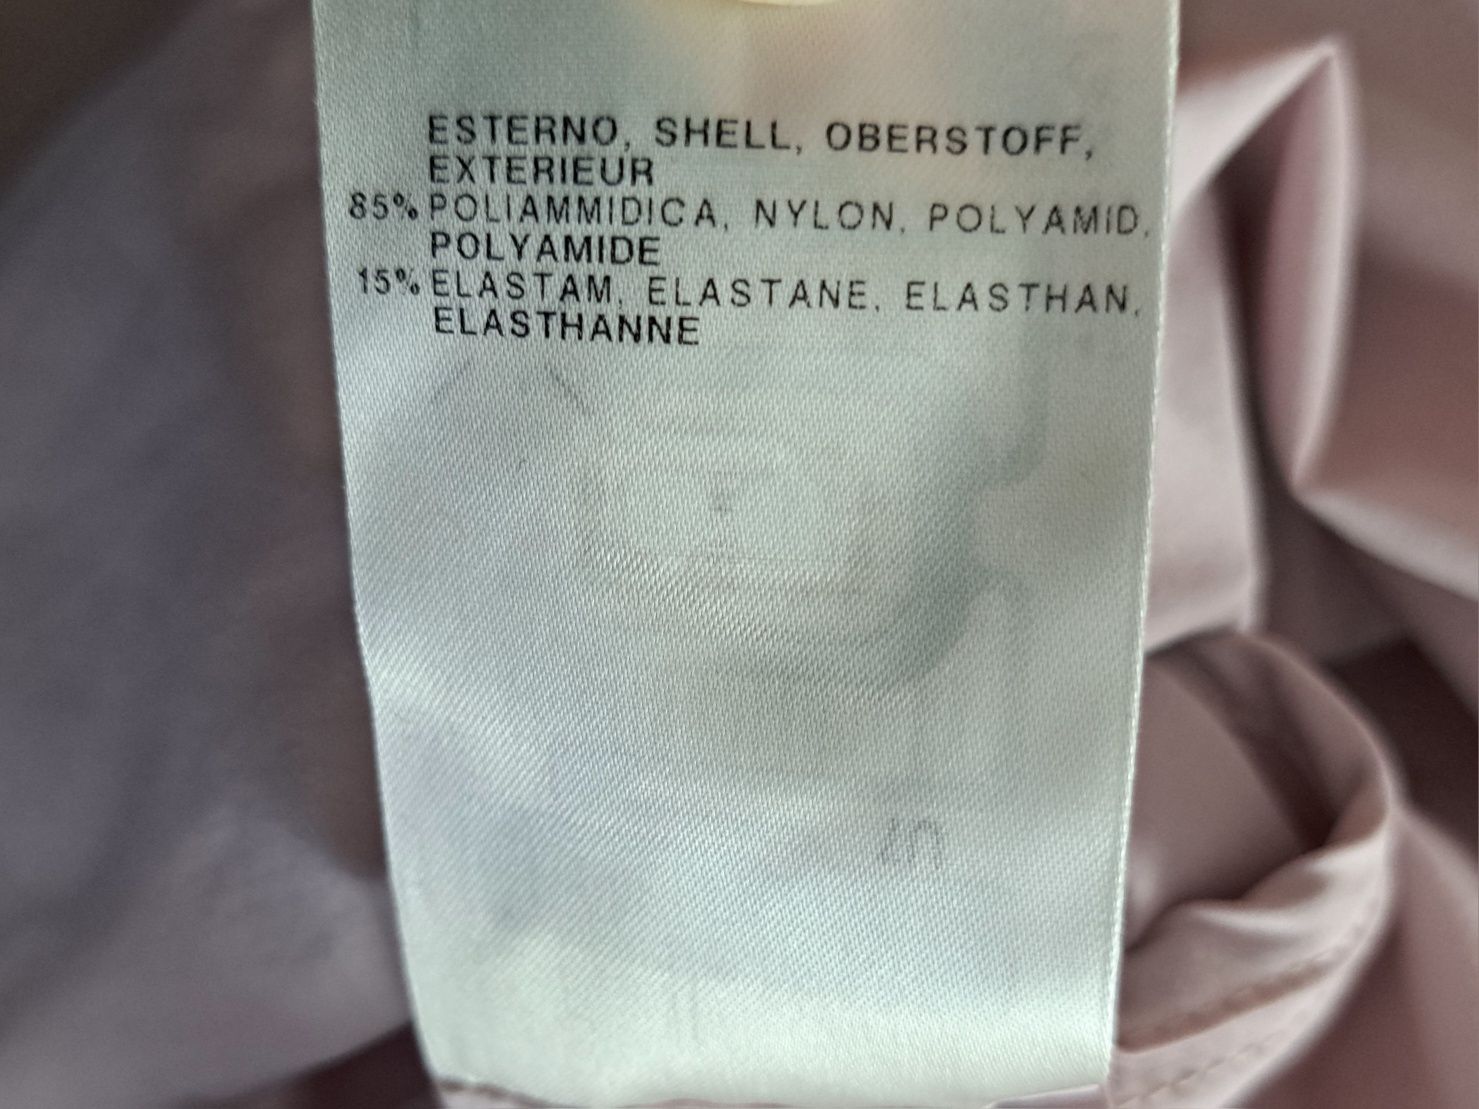 ESTERNO, SHELL, OBERSTOFF,
EXTERIEUR
85% POLIAMMIDICA, NYLON, POLYAMID,
POLYAMIDE
15% ELASTAM, ELASTANE, ELASTHAN,
ELASTHANNE